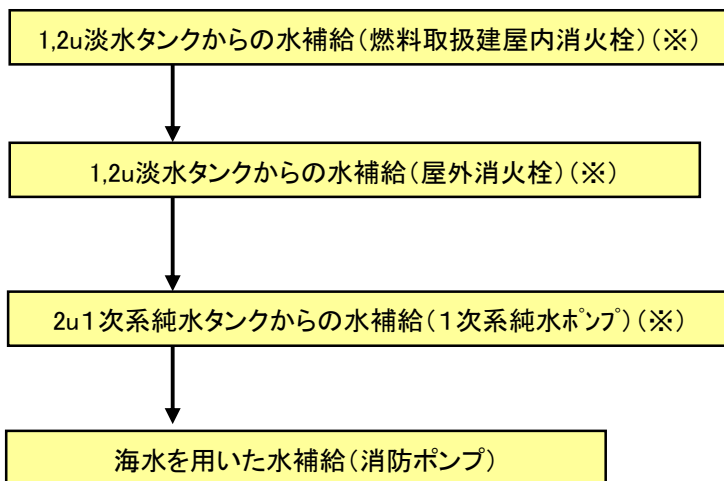 1,2u淡水タンクからの水補給(燃料取扱建屋内消火栓)(※)
1,2u淡水タンクからの水補給(屋外消火栓)(※)
2u1次系純水タンクからの水補給(1次系純水ﾎﾟﾝﾌﾟ)(※)
海水を用いた水補給(消防ポンプ)